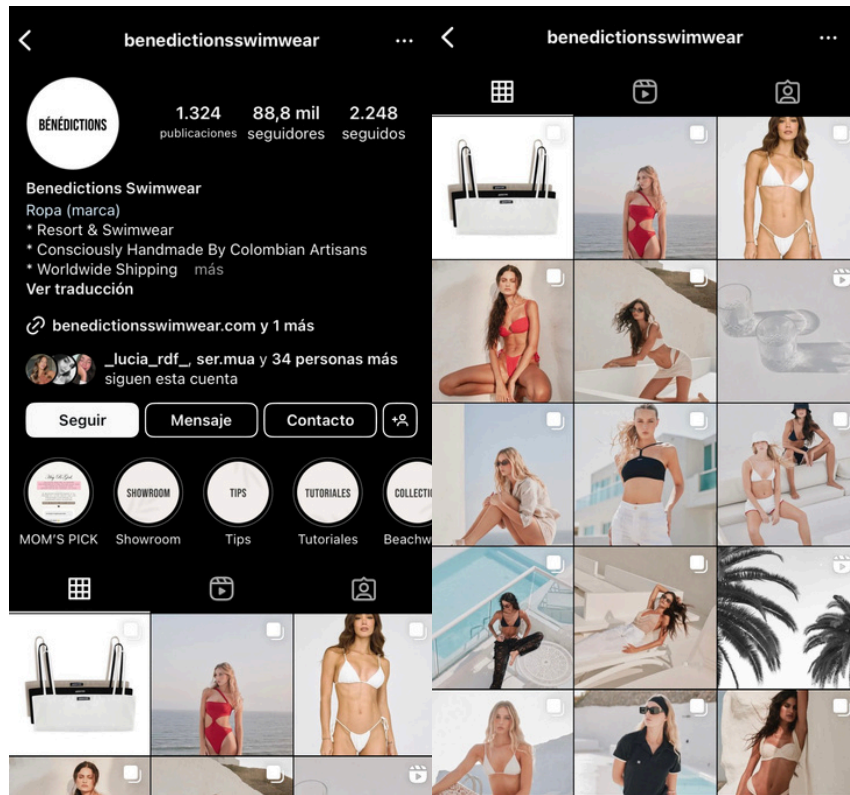 benedictionsswimwear
BÉNÉDICTIONS
1.324 88,8 mil 2.248
publicaciones seguidores seguidos
Benedictions Swimwear
Ropa (marca)
* Resort & Swimwear
* Consciously Handmade By Colombian Artisans
* Worldwide Shipping más
Ver traducción
benedictionsswimwear.com y 1 más
_lucia_rdf_, ser.mua y 34 personas más
siguen esta cuenta
Seguir Mensaje Contacto
SHOWROOM TIPS TUTORIALES COLLECTI
MOM'S PICK Showroom Tips Tutoriales Beachw
benedictionsswimwear